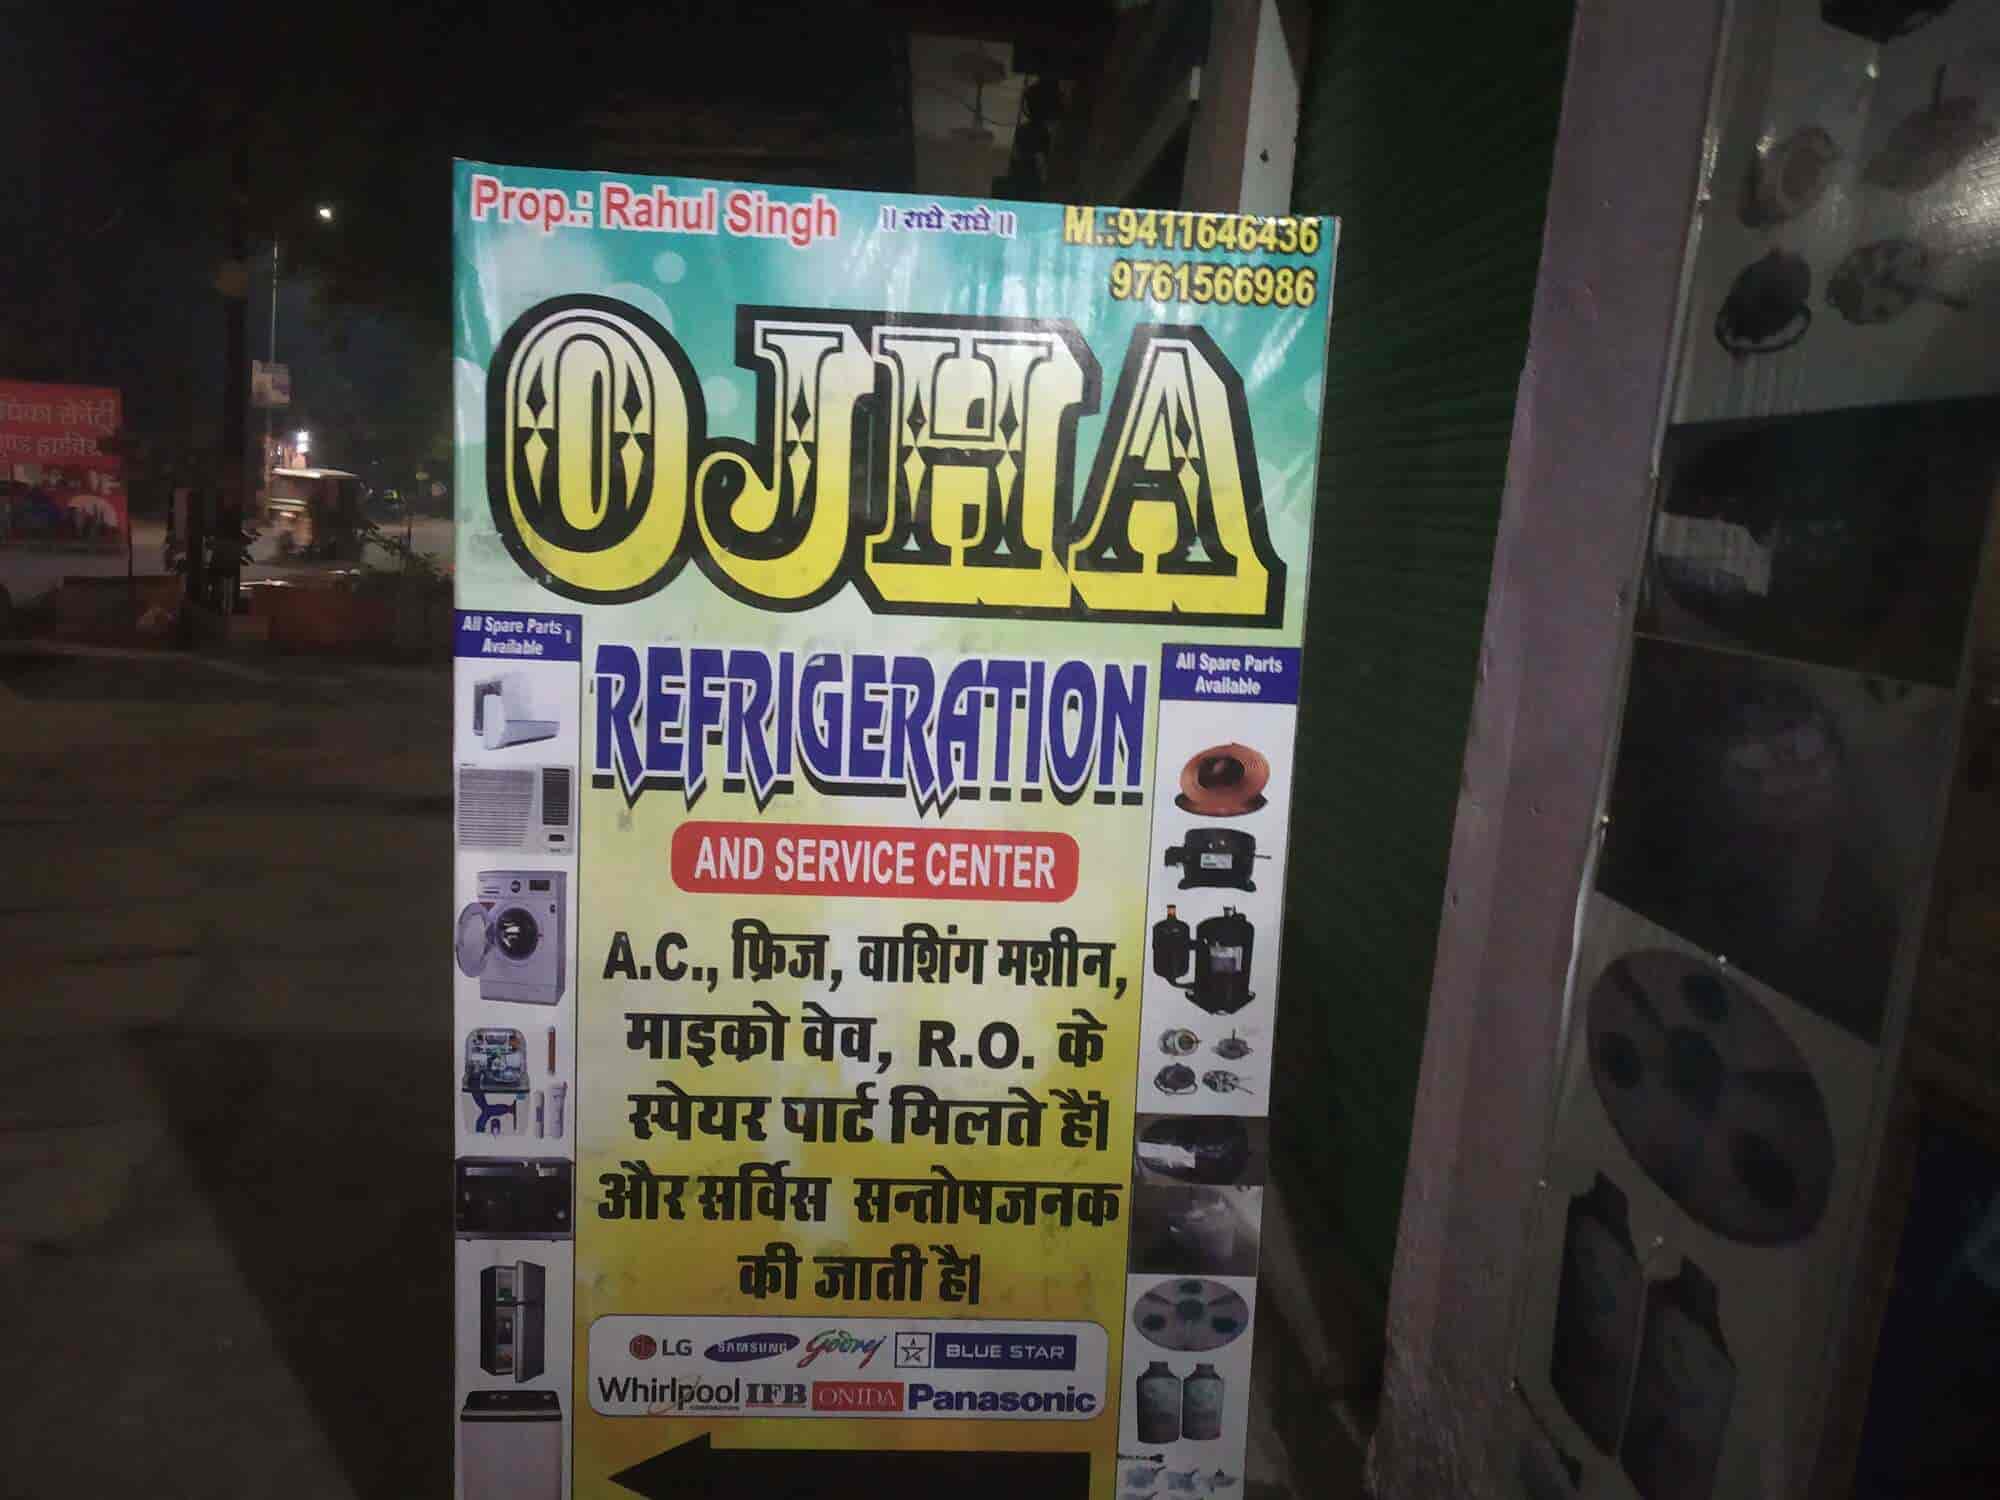 Prop.: Rahul Singh
॥ राधे राधे ॥
M.:9411646436
9761566986
OJHA
All Spare Parts
Available
REFRIGERATION
All Spare Parts
Available
AND SERVICE CENTER
A.C., फ्रिज, वाशिंग मशीन,
माइक्रो वेव, R.O. के
स्पेयर पार्ट मिलते हैं।
और सर्विस सन्तोषजनक
की जाती है।
LG SAMSUNG Godrej BLUE STAR
Whirlpool IFB ONIDA Panasonic
सेनेट्री